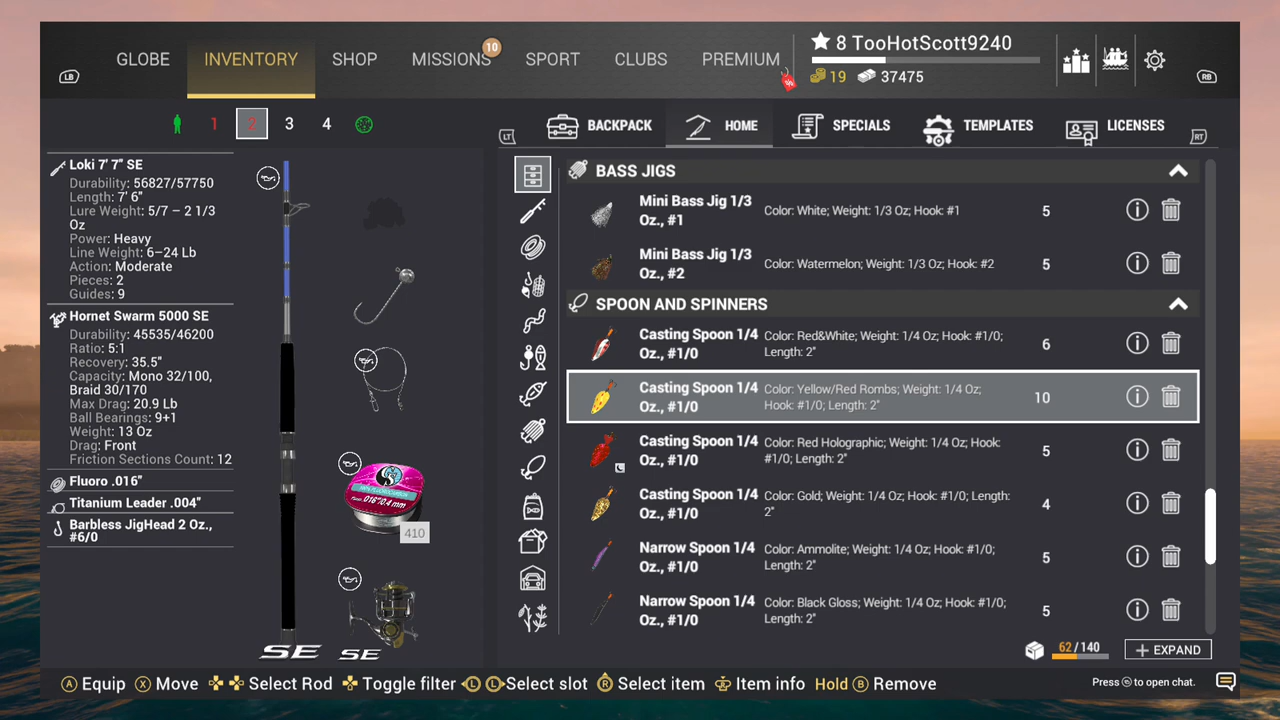 LB
GLOBE
INVENTORY
SHOP
MISSIONS
10
SPORT
CLUBS
PREMIUM
8 TooHotScott9240
19
37475
RB
1
2
3
4
LT
BACKPACK
HOME
SPECIALS
TEMPLATES
LICENSES
RT
Loki 7' 7" SE
Durability: 56827/57750
Length: 7' 6"
Lure Weight: 5/7 – 2 1/3
Oz
Power: Heavy
Line Weight: 6–24 Lb
Action: Moderate
Pieces: 2
Guides: 9
Hornet Swarm 5000 SE
Durability: 45535/46200
Ratio: 5:1
Recovery: 35.5"
Capacity: Mono 32/100,
Braid 30/170
Max Drag: 20.9 Lb
Ball Bearings: 9+1
Weight: 13 Oz
Drag: Front
Friction Sections Count: 12
Fluoro .016"
Titanium Leader .004"
Barbless JigHead 2 Oz.,
#6/0
.016"/0.4 mm
410
SE
SE
BASS JIGS
Mini Bass Jig 1/3
Oz., #1
Color: White; Weight: 1/3 Oz; Hook: #1
5
Mini Bass Jig 1/3
Oz., #2
Color: Watermelon; Weight: 1/3 Oz; Hook: #2
5
SPOON AND SPINNERS
Casting Spoon 1/4
Oz., #1/0
Color: Red&White; Weight: 1/4 Oz; Hook: #1/0;
Length: 2"
6
Casting Spoon 1/4
Oz., #1/0
Color: Yellow/Red Rombs; Weight: 1/4 Oz;
Hook: #1/0; Length: 2"
10
Casting Spoon 1/4
Oz., #1/0
Color: Red Holographic; Weight: 1/4 Oz; Hook:
#1/0; Length: 2"
5
Casting Spoon 1/4
Oz., #1/0
Color: Gold; Weight: 1/4 Oz; Hook: #1/0; Length:
2"
4
Narrow Spoon 1/4
Oz., #1/0
Color: Ammolite; Weight: 1/4 Oz; Hook: #1/0;
Length: 2"
5
Narrow Spoon 1/4
Oz., #1/0
Color: Black Gloss; Weight: 1/4 Oz; Hook: #1/0;
Length: 2"
5
62/140
+ EXPAND
A Equip
X Move
Select Rod
Toggle filter
L L Select slot
R Select item
Item info
Hold B Remove
Press to open chat.